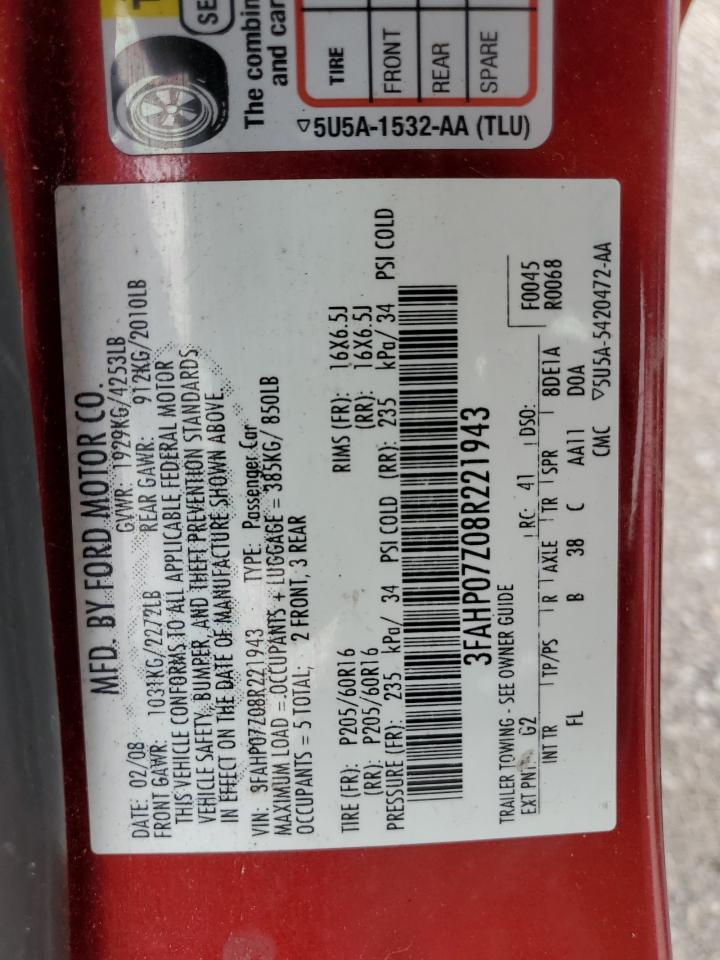 T
SE
The combin
and car
TIRE
FRONT
REAR
SPARE
▽5U5A-1532-AA (TLU)
MFD. BY FORD MOTOR CO.
DATE: 02/08 GVWR: 1929KG/4253LB
FRONT GAWR: 1031KG/2272LB REAR GAWR: 912KG/2010LB
THIS VEHICLE CONFORMS TO ALL APPLICABLE FEDERAL MOTOR
VEHICLE SAFETY, BUMPER, AND THEFT PREVENTION STANDARDS
IN EFFECT ON THE DATE OF MANUFACTURE SHOWN ABOVE.
VIN: 3FAHP07Z08R221943 TYPE: Passenger Car
MAXIMUM LOAD = OCCUPANTS + LUGGAGE = 385KG/ 850LB
OCCUPANTS = 5 TOTAL, 2 FRONT, 3 REAR
TIRE (FR): P205/60R16 RIMS (FR): 16X6.5J
(RR): P205/60R16 (RR): 16X6.5J
PRESSURE (FR): 235 kPa/ 34 PSI COLD (RR): 235 kPa/ 34 PSI COLD
3FAHP07Z08R221943
TRAILER TOWING - SEE OWNER GUIDE
EXT PNT: G2 RC: 41 DSO: F0045
R0068
INT TR TP/PS R AXLE TR SPR 8DE1A
FL B 38 C AA11 D0A
CMC ▽5U5A-5420472-AA